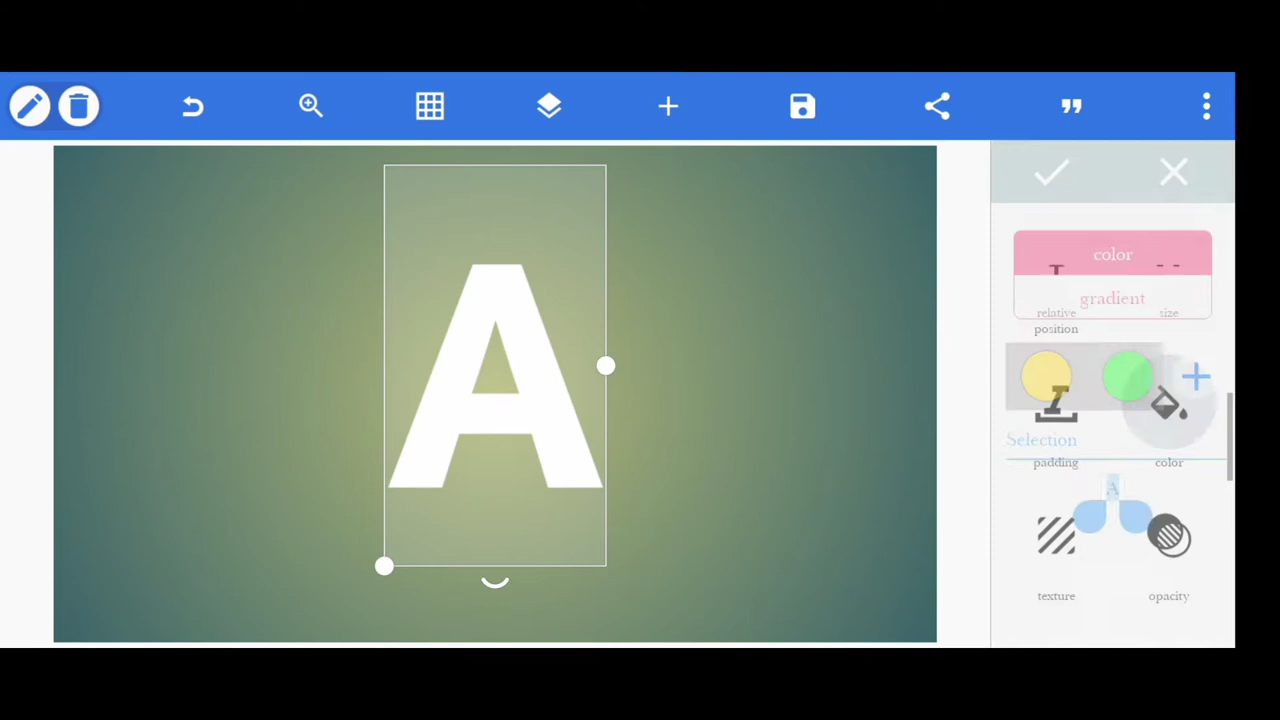 A
color
gradient
relative position
size
Selection
padding
color
A
texture
opacity